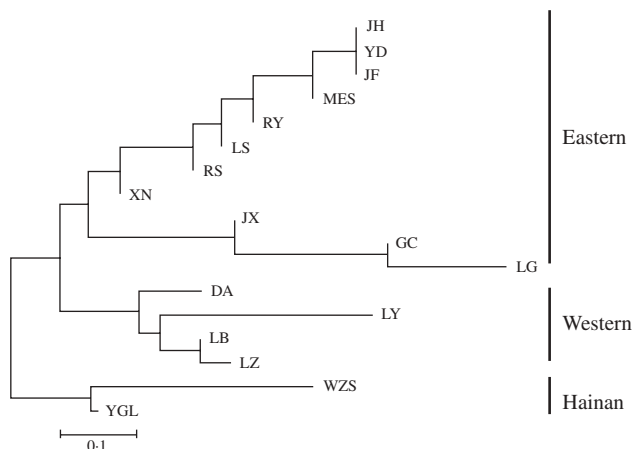 JH
YD
JF
MES
RY
LS
RS
XN
Eastern
JX
GC
LG
DA
LY
LB
LZ
Western
WZS
YGL
Hainan
0·1